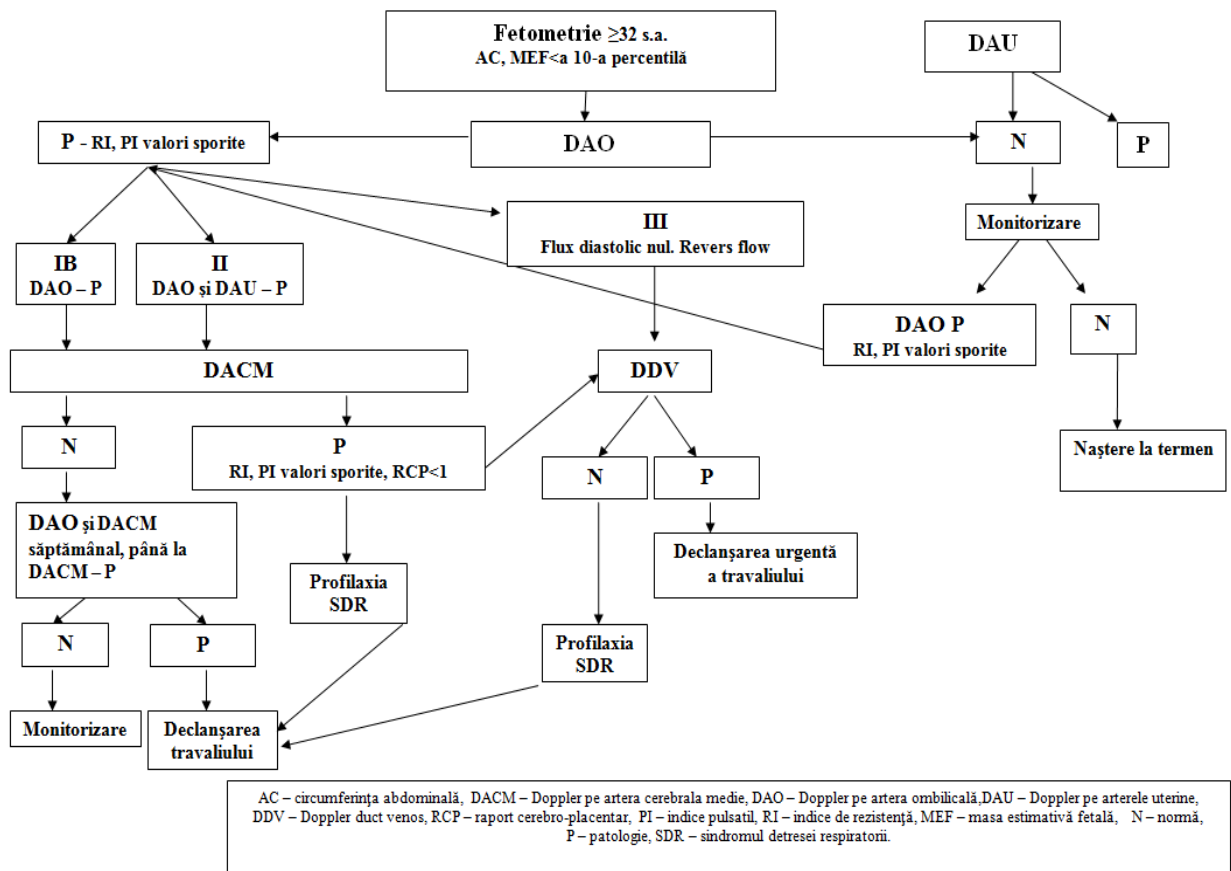 Fetometrie ≥32 s.a.
AC, MEF<a 10-a percentilă
DAU
P - RI, PI valori sporite
DAO
N
P
III
Flux diastolic nul. Revers flow
Monitorizare
IB
DAO – P
II
DAO și DAU – P
DAO P
RI, PI valori sporite
N
DACM
DDV
N
P
RI, PI valori sporite, RCP<1
Naștere la termen
N
P
DAO și DACM
săptămânal, până la
DACM – P
Declanșarea urgentă
a travaliului
Profilaxia
SDR
N
P
Profilaxia
SDR
Monitorizare
Declanșarea
travaliului
AC – circumferința abdominală, DACM – Doppler pe artera cerebrala medie, DAO – Doppler pe artera ombilicală,DAU – Doppler pe arterele uterine,
DDV – Doppler duct venos, RCP – raport cerebro-placentar, PI – indice pulsatil, RI – indice de rezistență, MEF – masa estimativă fetală, N – normă,
P – patologie, SDR – sindromul detresei respiratorii.